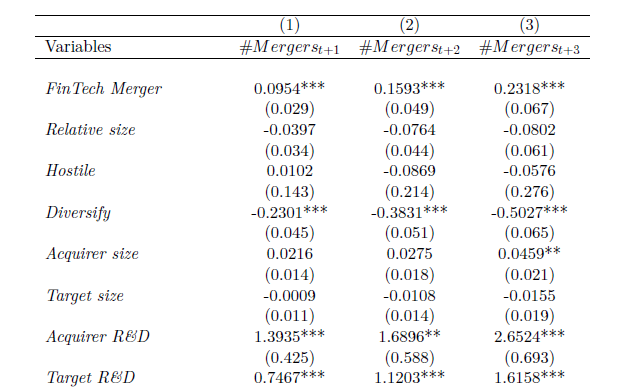 (1) (2) (3)
Variables #Mergers_{t+1} #Mergers_{t+2} #Mergers_{t+3}
FinTech Merger 0.0954*** 0.1593*** 0.2318***
(0.029) (0.049) (0.067)
Relative size -0.0397 -0.0764 -0.0802
(0.034) (0.044) (0.061)
Hostile 0.0102 -0.0869 -0.0576
(0.143) (0.214) (0.276)
Diversify -0.2301*** -0.3831*** -0.5027***
(0.045) (0.051) (0.065)
Acquirer size 0.0216 0.0275 0.0459**
(0.014) (0.018) (0.021)
Target size -0.0009 -0.0108 -0.0155
(0.011) (0.014) (0.019)
Acquirer R&D 1.3935*** 1.6896** 2.6524***
(0.425) (0.588) (0.693)
Target R&D 0.7467*** 1.1203*** 1.6158***